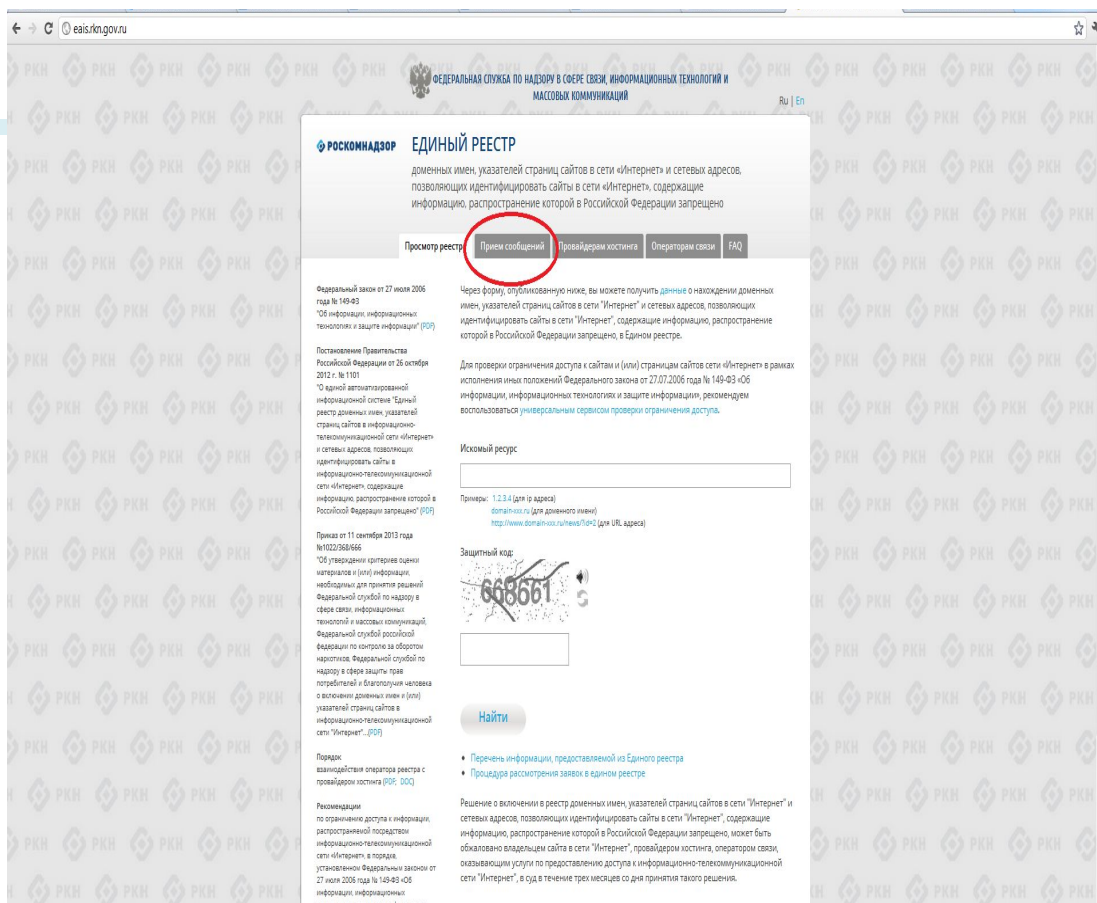 eais.rkn.gov.ru
ФЕДЕРАЛЬНАЯ СЛУЖБА ПО НАДЗОРУ В СФЕРЕ СВЯЗИ, ИНФОРМАЦИОННЫХ ТЕХНОЛОГИЙ И
МАССОВЫХ КОММУНИКАЦИЙ
Ru | En
РОСКОМНАДЗОР
ЕДИНЫЙ РЕЕСТР
доменных имен, указателей страниц сайтов в сети «Интернет» и сетевых адресов,
позволяющих идентифицировать сайты в сети «Интернет», содержащие
информацию, распространение которой в Российской Федерации запрещено
Просмотр реестра Прием сообщений Провайдерам хостинга Операторам связи FAQ
Федеральный закон от 27 июля 2006
года № 149-ФЗ
"Об информации, информационных
технологиях и защите информации" (PDF)
Постановление Правительства
Российской Федерации от 26 октября
2012 г. № 1101
"О единой автоматизированной
информационной системе "Единый
реестр доменных имен, указателей
страниц сайтов в информационно-
телекоммуникационной сети «Интернет»
и сетевых адресов, позволяющих
идентифицировать сайты в
информационно-телекоммуникационной
сети «Интернет», содержащие
информацию, распространение которой в
Российской Федерации запрещено" (PDF)
Приказ от 11 сентября 2013 года
№1022/368/666
"Об утверждении критериев оценки
материалов и (или) информации,
необходимых для принятия решений
Федеральной службой по надзору в
сфере связи, информационных
технологий и массовых коммуникаций,
Федеральной службой российской
федерации по контролю за оборотом
наркотиков, Федеральной службой по
надзору в сфере защиты прав
потребителей и благополучия человека
о включении доменных имен и (или)
указателей страниц сайтов в
информационно-телекоммуникационной
сети "Интернет"...(PDF)
Порядок
взаимодействия оператора реестра с
провайдером хостинга (PDF, DOC)
Рекомендации
по ограничению доступа к информации,
распространяемой посредством
информационно-телекоммуникационной
сети «Интернет», в порядке,
установленном Федеральным законом от
27 июля 2006 года № 149-ФЗ «Об
информации, информационных
Через форму, опубликованную ниже, вы можете получить данные о нахождении доменных
имен, указателей страниц сайтов в сети "Интернет" и сетевых адресов, позволяющих
идентифицировать сайты в сети "Интернет", содержащие информацию, распространение
которой в Российской Федерации запрещено, в Едином реестре.
Для проверки ограничения доступа к сайтам и (или) страницам сайтов сети «Интернет» в рамках
исполнения иных положений Федерального закона от 27.07.2006 года № 149-ФЗ «Об
информации, информационных технологиях и защите информации», рекомендуем
воспользоваться универсальным сервисом проверки ограничения доступа.
Искомый ресурс
Примеры: 1.2.3.4 (для ip адреса)
domain-xxx.ru (для доменного имени)
http://www.domain-xxx.ru/news/?id=2 (для URL адреса)
Защитный код:
668661
Найти
• Перечень информации, предоставляемой из Единого реестра
• Процедура рассмотрения заявок в едином реестре
Решение о включении в реестр доменных имен, указателей страниц сайтов в сети "Интернет" и
сетевых адресов, позволяющих идентифицировать сайты в сети "Интернет", содержащие
информацию, распространение которой в Российской Федерации запрещено, может быть
обжаловано владельцем сайта в сети "Интернет", провайдером хостинга, оператором связи,
оказывающим услуги по предоставлению доступа к информационно-телекоммуникационной
сети "Интернет", в суд в течение трех месяцев со дня принятия такого решения.